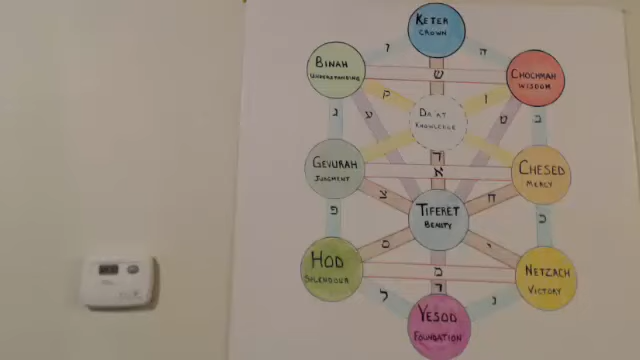 KETER
CROWN
ו
ה
BINAH
UNDERSTANDING
ש
CHOCHMAH
WISDOM
ק
ע
ט
DA'AT
KNOWLEDGE
ד
א
GEVURAH
JUDGMENT
CHESED
MERCY
פ
צ
ח
TIFERET
BEAUTY
כ
ס
י
HOD
SPLENDOUR
מ
NETZACH
VICTORY
ל
נ
YESOD
FOUNDATION